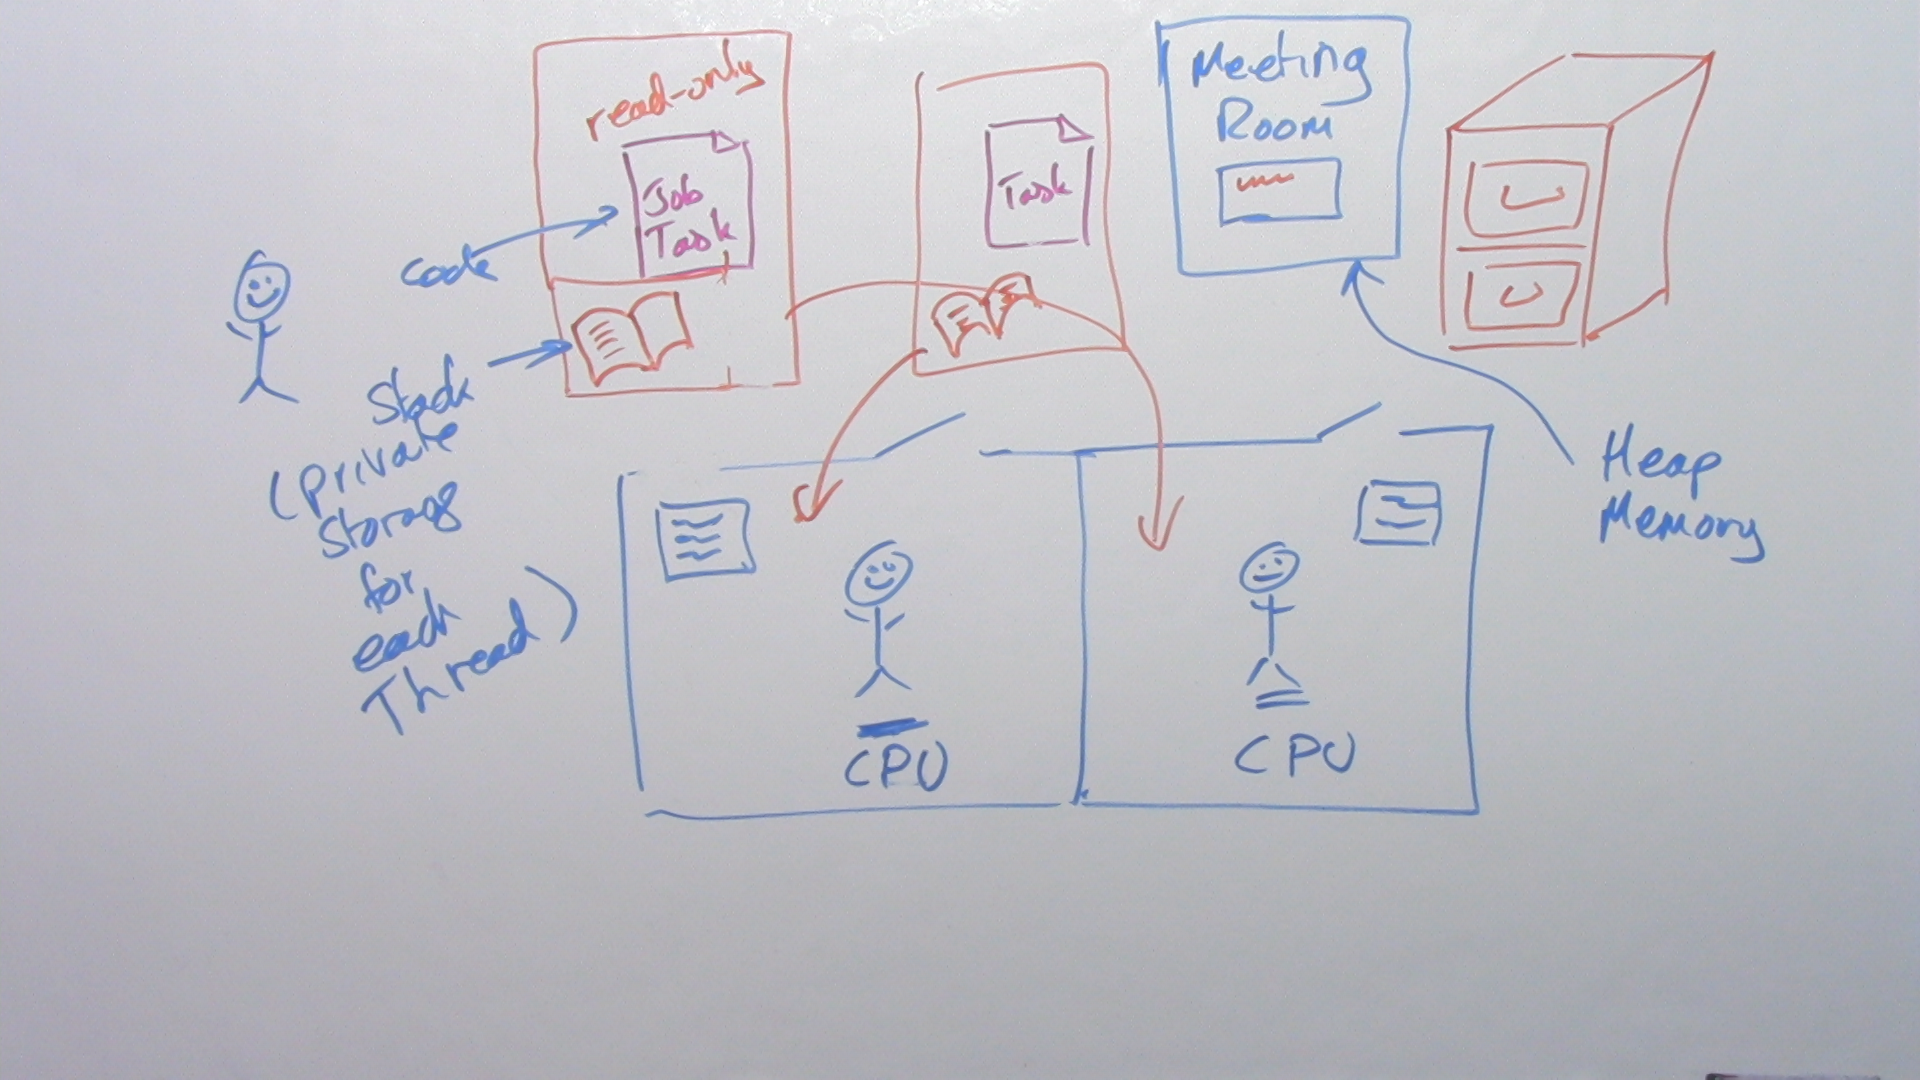 read-only
Job
Task
Task
Meeting
Room
code
Stack
(private
storage
for
each
Thread)
Heap
Memory
CPU
CPU